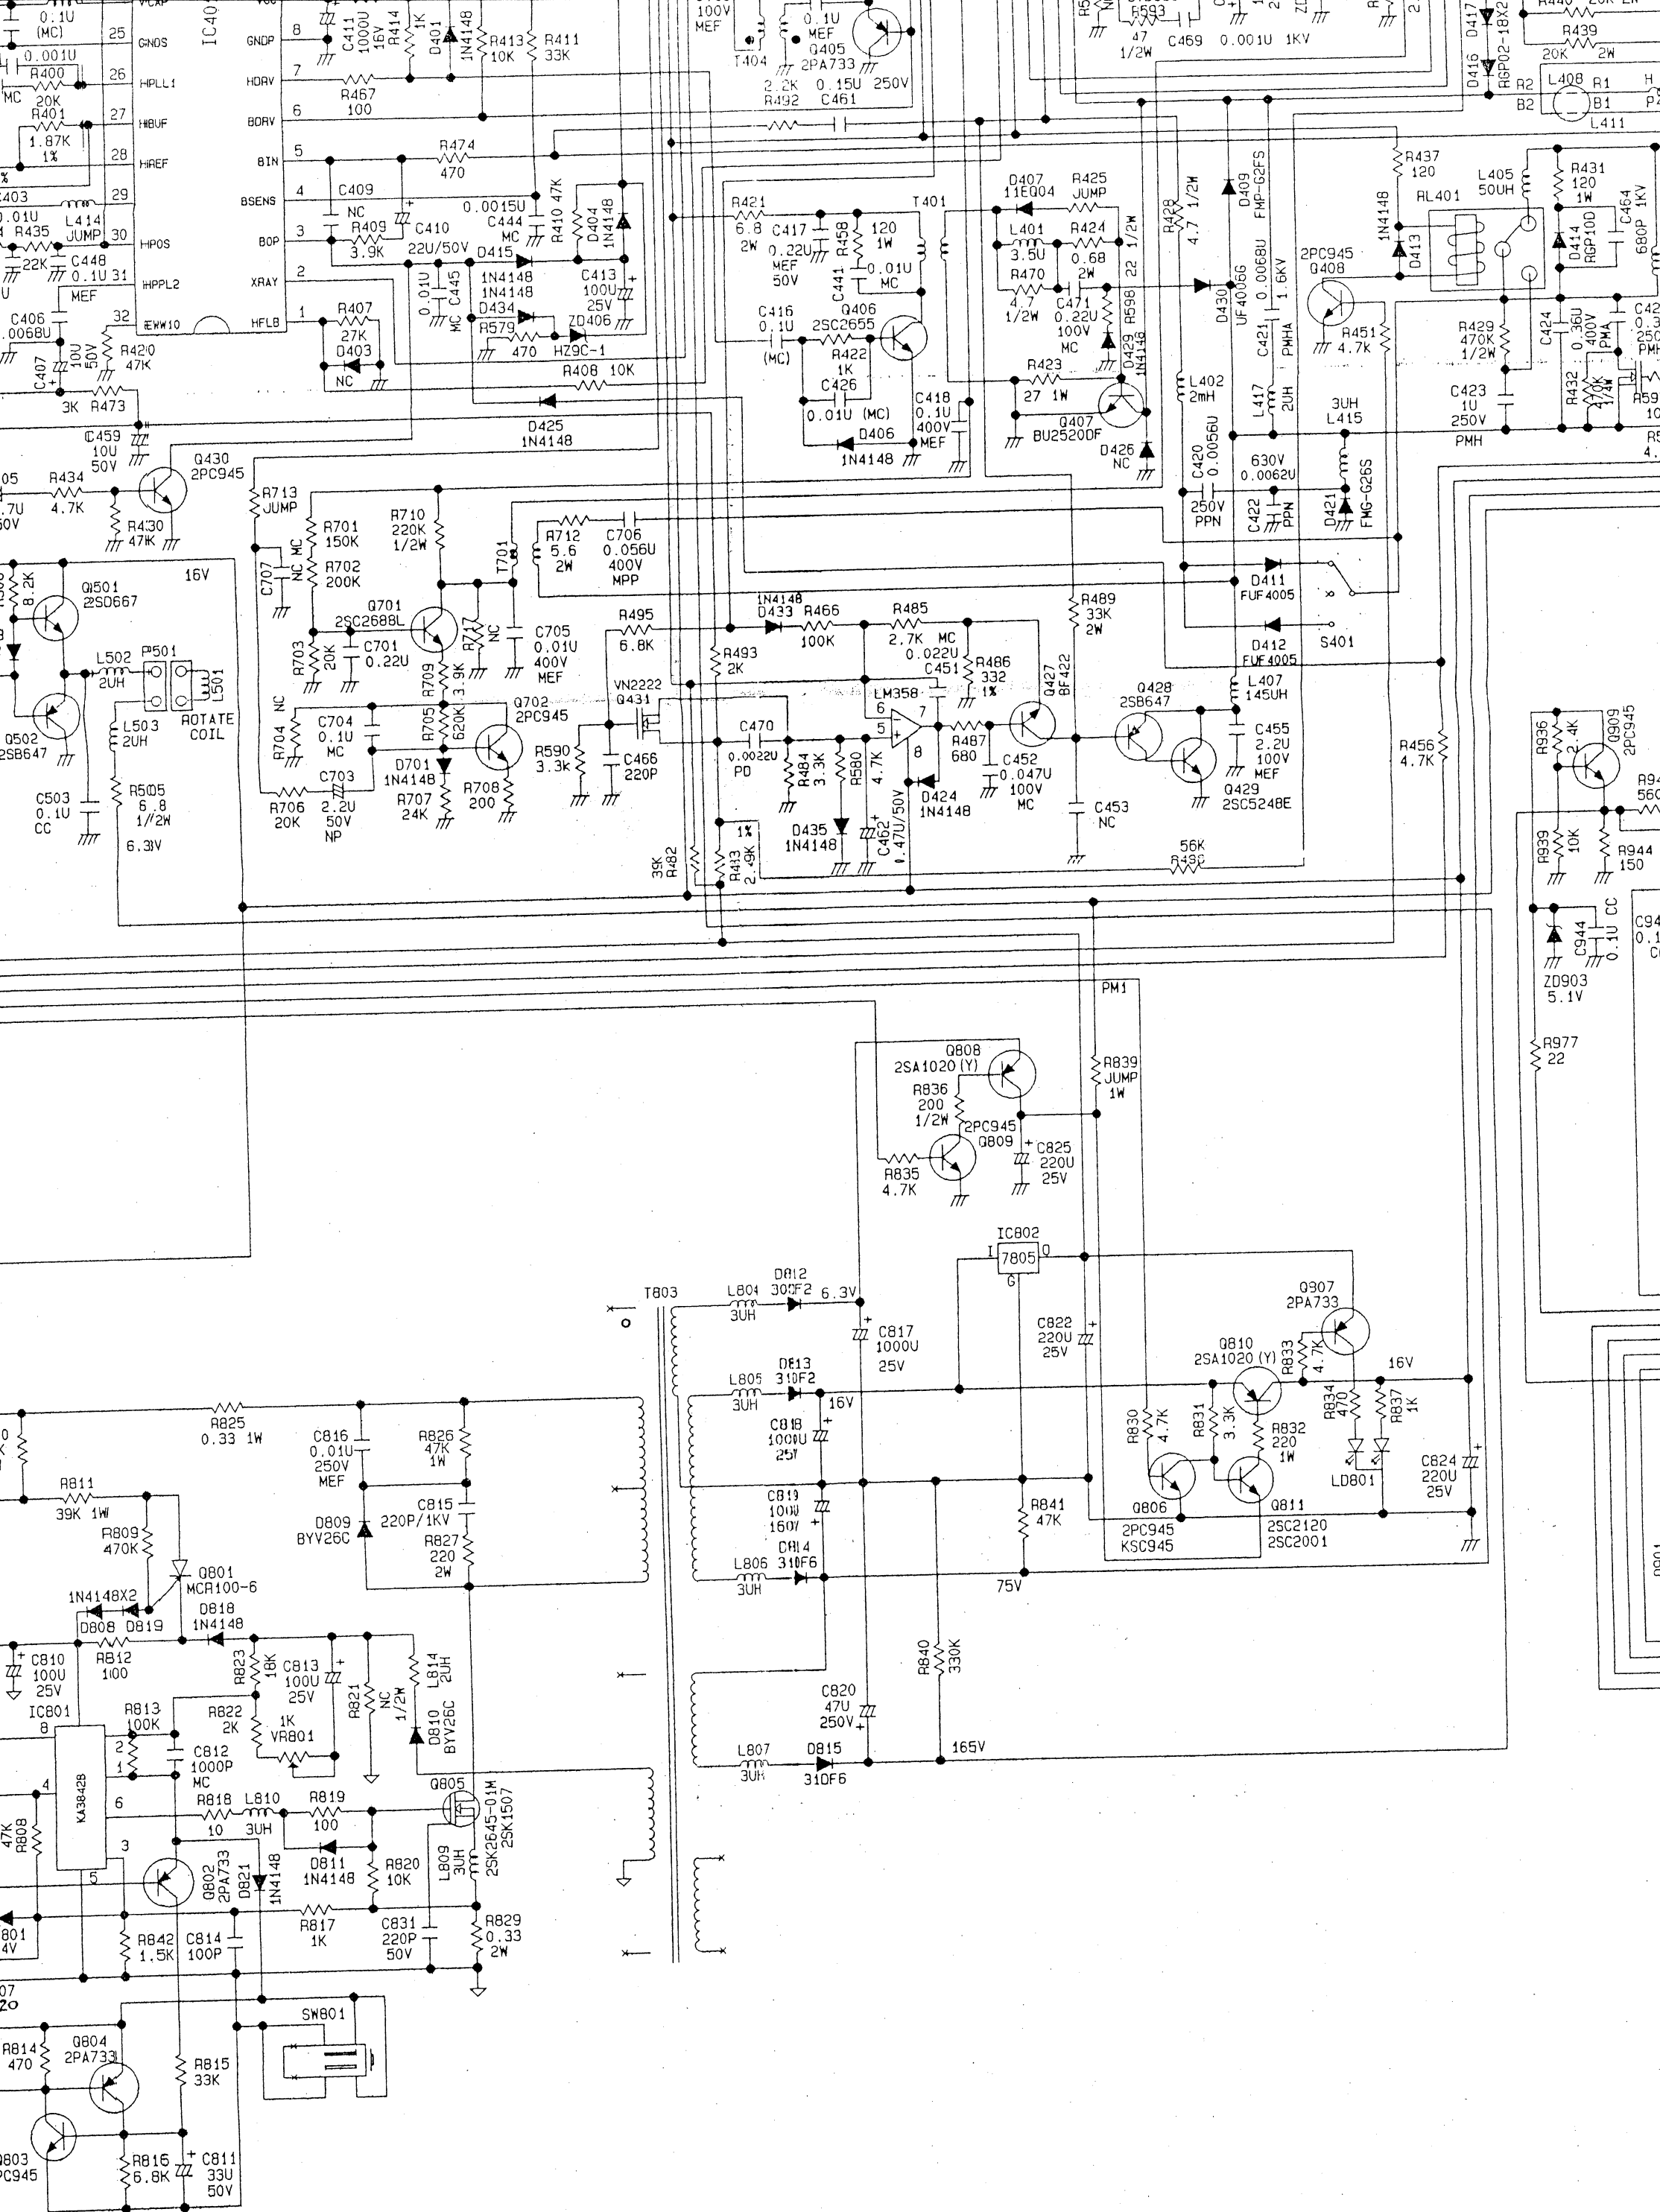 0.1U
(MC)
0.001U
R400
20K
R401
1.87K
1%
25
GNDS
26
HPLL1
27
HBUF
28
HREF
29
30
HPOS
31
HPPL2
32
EWW10
8
GNDP
7
HDRV
6
BDRV
5
BIN
4
BSENS
3
BOP
2
XRAY
1
HFLB
C411
1000U
16V
R414
1K
D401
1N4148
R413
10K
R411
33K
R467
100
R474
470
C409
NC
R409
3.9K
C410
22U/50V
0.0015U
C444
MC
R410 47K
D404
1N4148
D415
1N4148
1N4148
D434
R579
470
ZD406
HZ9C-1
C413
100U
25V
0.01U
C445
MC
R407
27K
D403
NC
R408 10K
D425
1N4148
L414
JUMP
R435
22K
C448
0.1U
MEF
C406
C407
10U
50V
R420
47K
3K R473
C459
10U
50V
Q430
2PC945
R434
4.7K
R430
47K
100V
MEF
T404
0.1U
MEF
Q405
2PA733
2.2K
R492
0.15U 250V
C461
47
1/2W
C469 0.001U 1KV
D417
D416
RGP02-18X2
R439
20K 2W
L408
R2
B2
R1
B1
L411
R421
6.8
2W
C417
0.22U
MEF
50V
R458
120
1W
C441
0.01U
MC
C416
0.1U
(MC)
Q406
2SC2655
R422
1K
C426
0.01U (MC)
D406
1N4148
C418
0.1U
400V
MEF
T401
D407
11EQ04
R425
JUMP
L401
3.5U
R424
0.68
2W
R470
4.7
1/2W
C471
0.22U
100V
MC
R598 22 1/2W
D429
1N4148
R423
27 1W
Q407
BU2520DF
D426
NC
R428
4.7 1/2W
L402
2mH
C420
0.0056U
250V
PPN
D409
FMP-G2FS
D430
UF4006G
C421
0.0068U
PMHA 1.6KV
L417
2UH
630V
0.0062U
C422
PPN
3UH
L415
D421
FMG-G26S
2PC945
Q408
R437
120
1N4148
D413
R451
4.7K
RL401
L405
50UH
R431
120
1W
D414
RGP10D
C464
680P 1KV
R429
470K
1/2W
C424
0.36U
400V
PMA
R432
470K
1/4W
C423
1U
250V
PMH
D411
FUF4005
D412
FUF4005
S401
L407
145UH
C455
2.2U
100V
MEF
Q501
2SD667
Q502
2SB647
8.2K
16V
L502
2UH
P501
L501
L503
2UH
ROTATE
COIL
C503
0.1U
CC
R505
6.8
1/2W
6.3V
R713
JUMP
C707
NC MC
R701
150K
R702
200K
R710
220K
1/2W
T701
Q701
2SC2688L
R703
20K
C701
0.22U
R709
3.9K
R717
NC
C705
0.01U
400V
MEF
R704
NC
C704
0.1U
MC
R705
620K
Q702
2PC945
D701
1N4148
R707
24K
R708
200
C703
2.2U
50V
NP
R706
20K
R712
5.6
2W
C706
0.056U
400V
MPP
R495
6.8K
VN2222
Q431
R590
3.3K
C466
220P
R493
2K
1N4148
D433
R466
100K
R485
2.7K
MC
0.022U
C451
R486
332
1%
LM358
6
5
7
8
C470
0.0022U
PD
R484
3.3K
R580
4.7K
D435
1N4148
C462
0.47U/50V
D424
1N4148
R487
680
C452
0.047U
100V
MC
Q427
BF422
R489
33K
2W
C453
NC
Q428
2SB647
Q429
2SC5248E
39K
R482
1%
2.49K
56K
R456
4.7K
R936
2.4K
Q909
2PC945
R939
10K
R944
150
C944
0.1U CC
ZD903
5.1V
R977
22
PM1
Q808
2SA1020(Y)
R836
200
1/2W
2PC945
Q809
R835
4.7K
C825
220U
25V
R839
JUMP
1W
IC802
I
7805
O
G
C822
220U
25V
T803
L804
3UH
D812
6.3V
C817
1000U
25V
L805
3UH
D813
31DF2
16V
C818
1000U
25V
C819
100U
160V
L806
3UH
D814
31DF6
75V
R841
47K
R840
330K
C820
47U
250V
L807
3UH
D815
31DF6
165V
Q907
2PA733
Q810
2SA1020(Y)
R833
4.7K
R834
470
R837
1K
16V
R830
4.7K
R831
3.3K
R832
220
1W
LD801
C824
220U
25V
Q806
2PC945
KSC945
Q811
2SC2120
2SC2001
R825
0.33 1W
C816
0.01U
250V
MEF
R826
47K
1W
R811
39K 1W
R809
470K
D809
BYV26C
C815
220P/1KV
R827
220
2W
Q801
MCR100-6
1N4148X2
D808 D819
D818
1N4148
C810
100U
25V
R812
100
R823
18K
C813
100U
25V
R821
NC
1/2W
L814
2UH
D810
BYV26C
IC801
KA3842B
8
4
2
1
6
3
5
R813
100K
R822
2K
1K
VR801
C812
1000P
MC
R818
10
L810
3UH
R819
100
D811
1N4148
R820
10K
Q805
2SK2645-01M
2SK1507
L809
3UH
47K
R808
Q802
2PA733
D821
1N4148
R817
1K
C831
220P
50V
R829
0.33
2W
R842
1.5K
C814
100P
SW801
R814
470
Q804
2PA733
R815
33K
R816
6.8K
C811
33U
50V